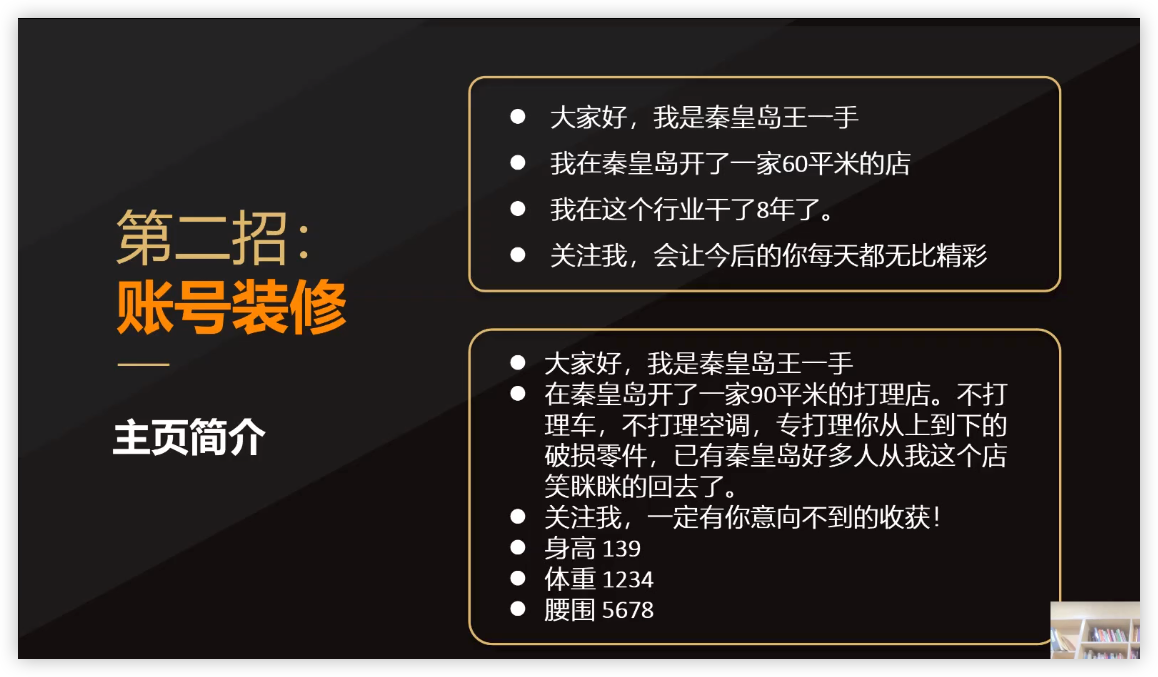 第二招：
账号装修
主页简介
● 大家好，我是秦皇岛王一手
● 我在秦皇岛开了一家60平米的店
● 我在这个行业干了8年了。
● 关注我，会让今后的你每天都无比精彩
● 大家好，我是秦皇岛王一手
● 在秦皇岛开了一家90平米的打理店。不打
理车，不打理空调，专打理你从上到下的
破损零件，已有秦皇岛好多人从我这个店
笑眯眯的回去了。
● 关注我，一定有你意向不到的收获！
● 身高 139
● 体重 1234
● 腰围 5678